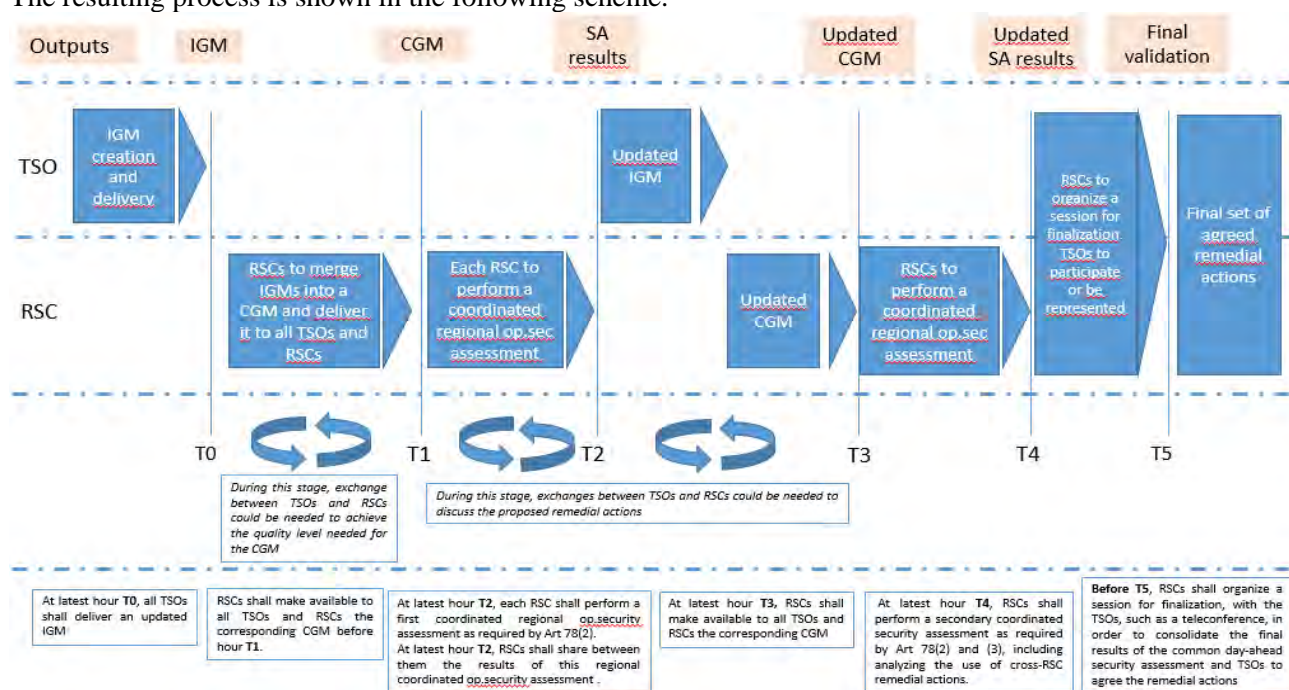 The resulting process is shown in the following scheme.
Outputs
IGM
CGM
SA
results
Updated
CGM
Updated
SA results
Final
validation
TSO
IGM
creation
and
delivery
Updated
IGM
RSCs to
organize a
session for
finalization
TSOs to
participate
or be
represented
Final set of
agreed
remedial
actions
RSC
RSCs to merge
IGMs into a
CGM and deliver
it to all TSOs and
RSCs
Each RSC to
perform a
coordinated
regional op.sec
assessment
Updated
CGM
RSCs to
perform a
coordinated
regional op.sec
assessment
T0
T1
T2
T3
T4
T5
During this stage, exchange
between TSOs and RSCs
could be needed to achieve
the quality level needed for
the CGM
During this stage, exchanges between TSOs and RSCs could be needed to
discuss the proposed remedial actions
At latest hour T0, all TSOs
shall deliver an updated
IGM
RSCs shall make available to
all TSOs and RSCs the
corresponding CGM before
hour T1.
At latest hour T2, each RSC shall perform a
first coordinated regional op.security
assessment as required by Art 78(2).
At latest hour T2, RSCs shall share between
them the results of this regional
coordinated op.security assessment .
At latest hour T3, RSCs shall
make available to all TSOs and
RSCs the corresponding CGM
At latest hour T4, RSCs shall
perform a secondary coordinated
security assessment as required
by Art 78(2) and (3), including
analyzing the use of cross-RSC
remedial actions.
Before T5, RSCs shall organize a
session for finalization, with the
TSOs, such as a teleconference, in
order to consolidate the final
results of the common day-ahead
security assessment and TSOs to
agree the remedial actions